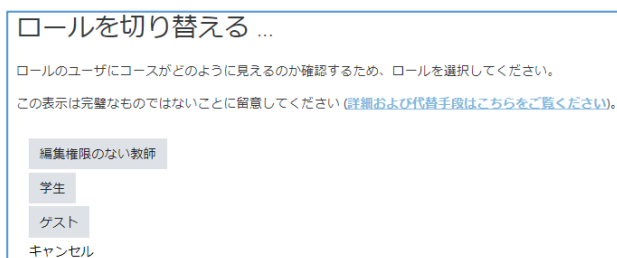 ロールを切り替える ...
ロールのユーザにコースがどのように見えるのか確認するため、ロールを選択してください。
この表示は完璧なものではないことに留意してください (詳細および代替手段はこちらをご覧ください)。
編集権限のない教師
学生
ゲスト
キャンセル